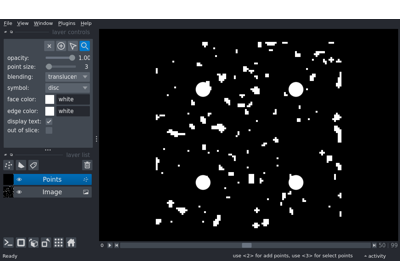 File View Window Plugins Help
layer controls
opacity: 1.00
point size: 3
blending: translucen
symbol: disc
face color: white
edge color: white
display text: ✓
out of slice:
layer list
Points
Image
0 50 99
Ready use <2> for add points, use <3> for select points activity